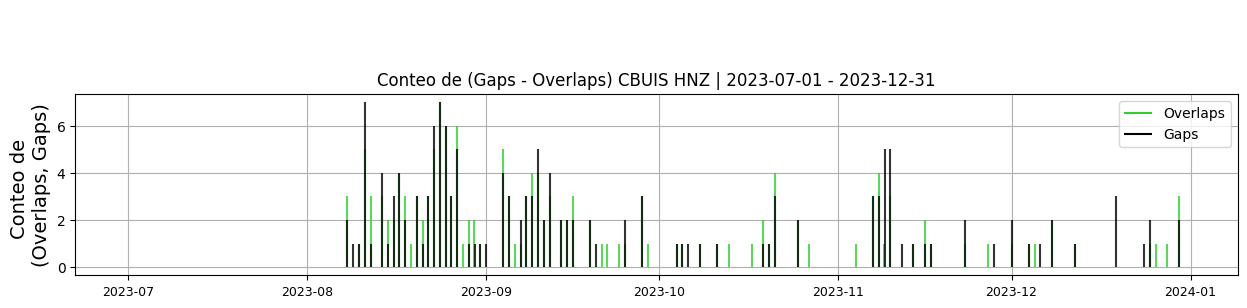 Conteo de (Gaps - Overlaps) CBUIS HNZ | 2023-07-01 - 2023-12-31
Conteo de
(Overlaps, Gaps)
6
4
2
0
Overlaps
Gaps
2023-07
2023-08
2023-09
2023-10
2023-11
2023-12
2024-01